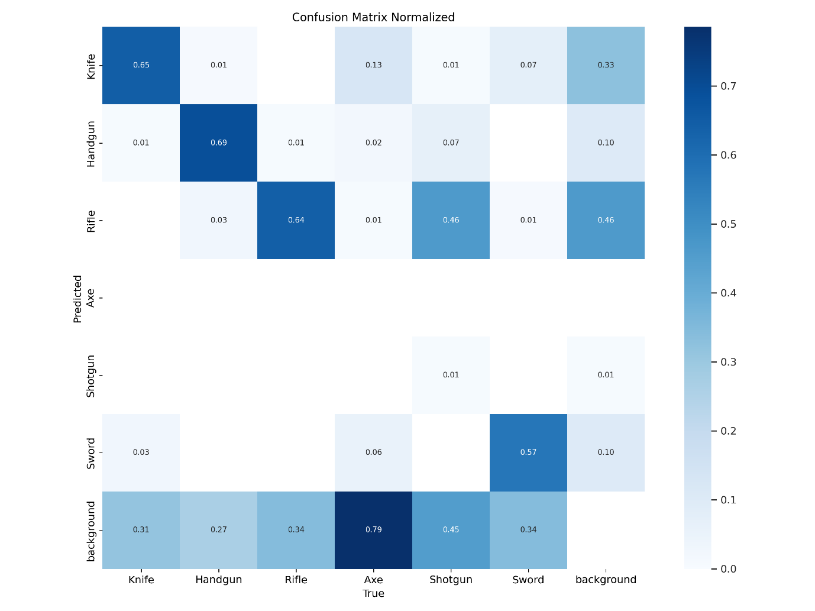 Confusion Matrix Normalized
Knife 0.65 0.01 0.13 0.01 0.07 0.33
Handgun 0.01 0.69 0.01 0.02 0.07 0.10
Rifle 0.03 0.64 0.01 0.46 0.01 0.46
Predicted
Axe
Shotgun 0.01 0.01
Sword 0.03 0.06 0.57 0.10
background 0.31 0.27 0.34 0.79 0.45 0.34
Knife Handgun Rifle Axe Shotgun Sword background
True
0.7
0.6
0.5
0.4
0.3
0.2
0.1
0.0